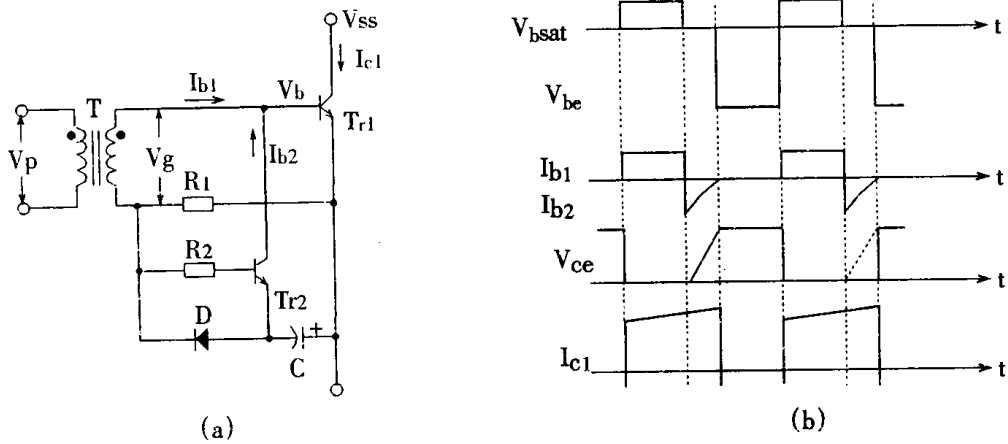 Vss
Ic1
Ib1
Vb
T
Tr1
Vp
Vg
Ib2
R1
R2
Tr2
D
+
C
(a)
Vbsat
t
Vbe
Ib1
Ib2
t
Vce
t
Ic1
t
(b)